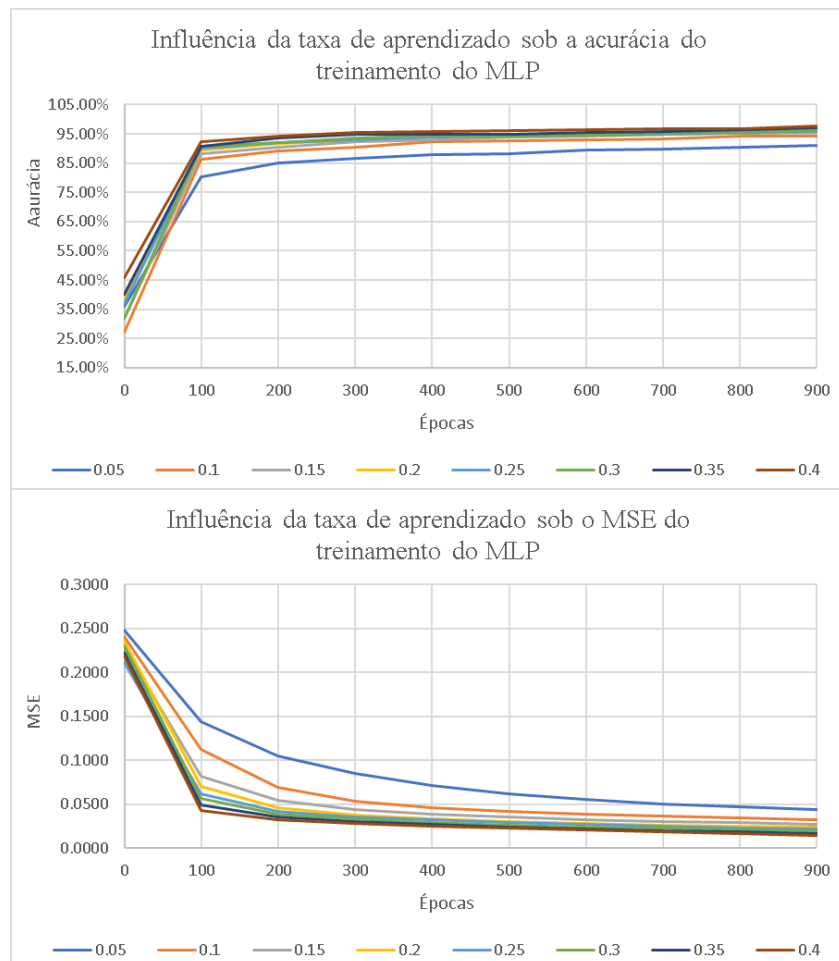 Influência da taxa de aprendizado sob a acurácia do
treinamento do MLP
105.00%
95.00%
85.00%
75.00%
65.00%
55.00%
45.00%
35.00%
25.00%
15.00%
Aaurácia
0 100 200 300 400 500 600 700 800 900
Épocas
0.05 0.1 0.15 0.2 0.25 0.3 0.35 0.4
Influência da taxa de aprendizado sob o MSE do
treinamento do MLP
0.3000
0.2500
0.2000
0.1500
0.1000
0.0500
0.0000
MSE
0 100 200 300 400 500 600 700 800 900
Épocas
0.05 0.1 0.15 0.2 0.25 0.3 0.35 0.4